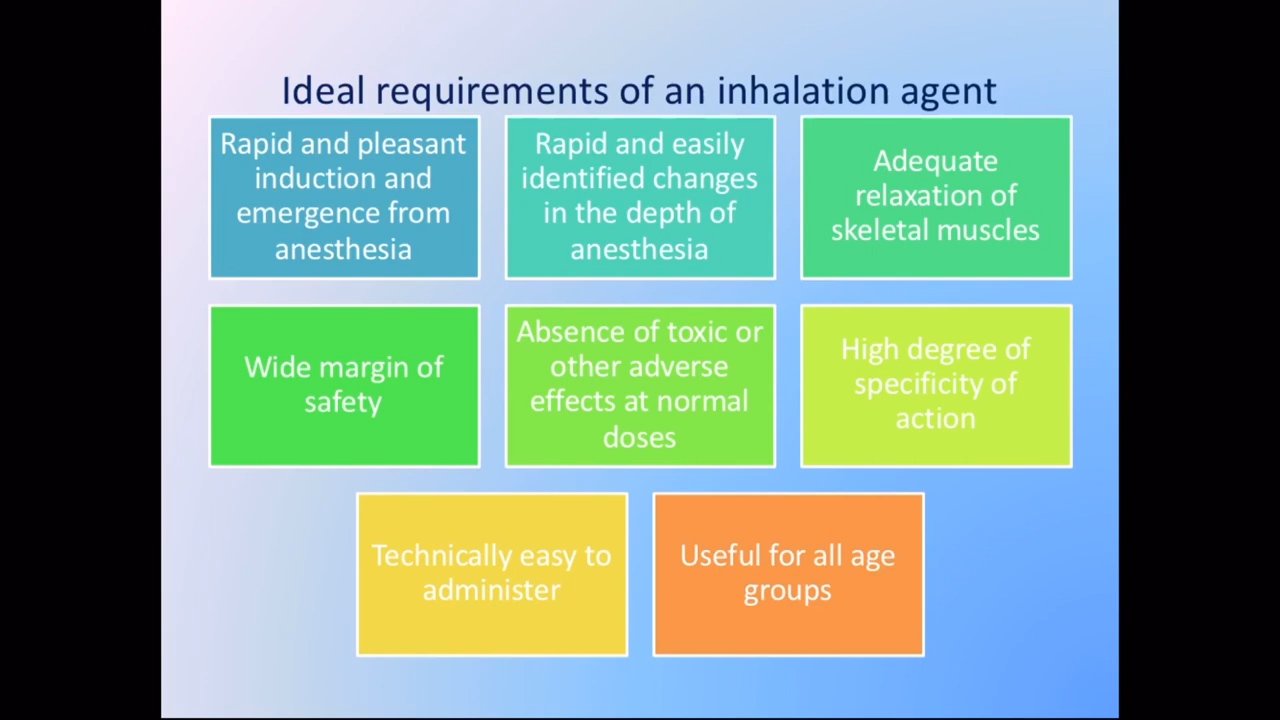 Ideal requirements of an inhalation agent
Rapid and pleasant
induction and
emergence from
anesthesia
Rapid and easily
identified changes
in the depth of
anesthesia
Adequate
relaxation of
skeletal muscles
Wide margin of
safety
Absence of toxic or
other adverse
effects at normal
doses
High degree of
specificity of
action
Technically easy to
administer
Useful for all age
groups